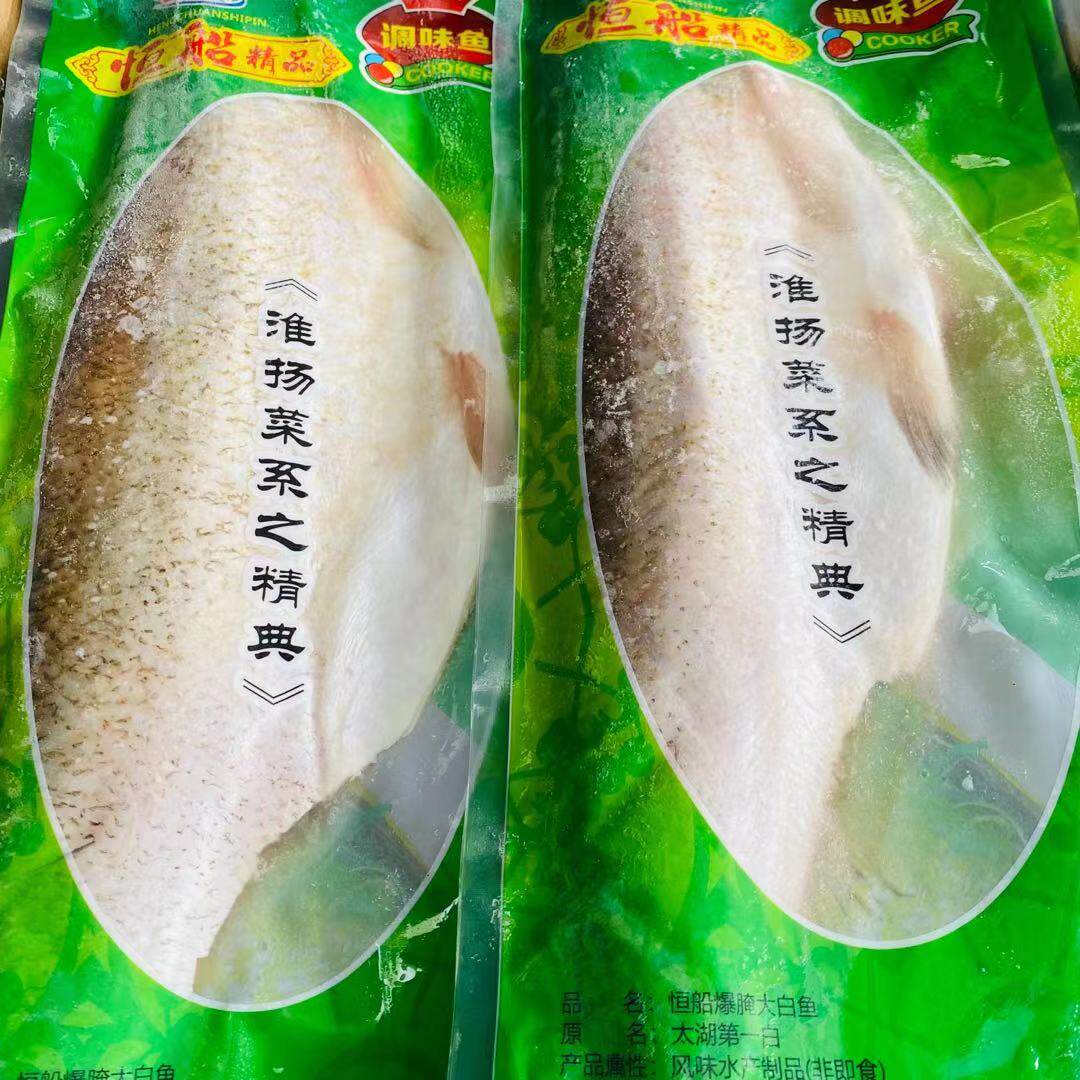 HENGCHUANSHIPIN
恒船精品
调味鱼
COOKER
《淮扬菜系之精典》
恒船爆腌大白鱼
恒船精品
调味鱼
COOKER
《淮扬菜系之精典》
品 名：恒船爆腌大白鱼
原 名：太湖第一白
产品属性：风味水产制品(非即食)